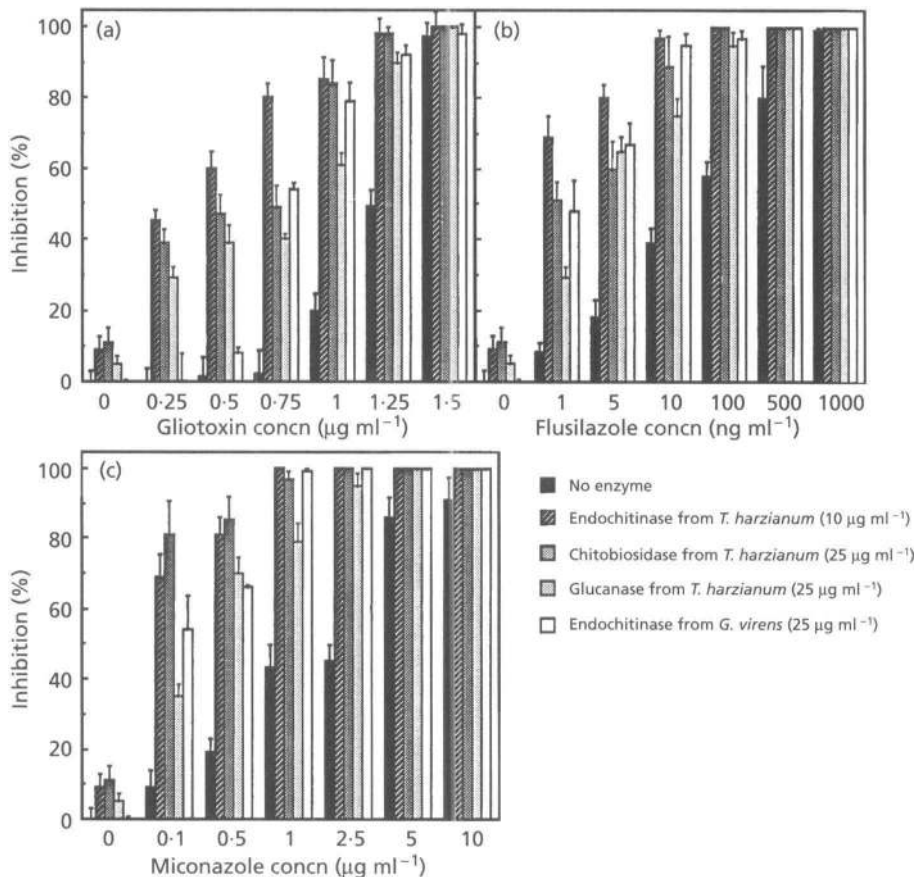 (a)
(b)
100
80
60
40
20
0
Inhibition (%)
0 0·25 0·5 0·75 1 1·25 1·5
Gliotoxin concn (µg ml⁻¹)
0 1 5 10 100 500 1000
Flusilazole concn (ng ml⁻¹)
(c)
100
80
60
40
20
0
Inhibition (%)
0 0·1 0·5 1 2·5 5 10
Miconazole concn (µg ml⁻¹)
No enzyme
Endochitinase from T. harzianum (10 µg ml⁻¹)
Chitobiosidase from T. harzianum (25 µg ml⁻¹)
Glucanase from T. harzianum (25 µg ml⁻¹)
Endochitinase from G. virens (25 µg ml⁻¹)